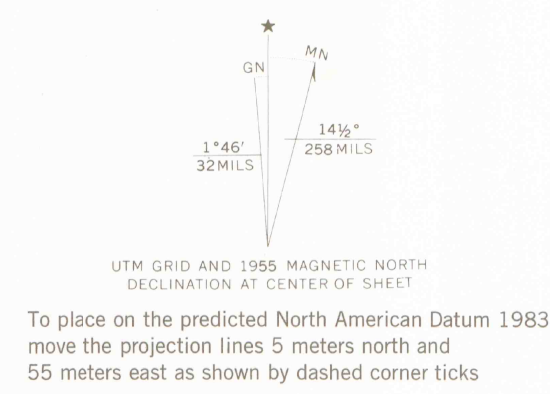 ★
GN
MN
1°46′
32 MILS
14½°
258 MILS
UTM GRID AND 1955 MAGNETIC NORTH
DECLINATION AT CENTER OF SHEET
To place on the predicted North American Datum 1983
move the projection lines 5 meters north and
55 meters east as shown by dashed corner ticks